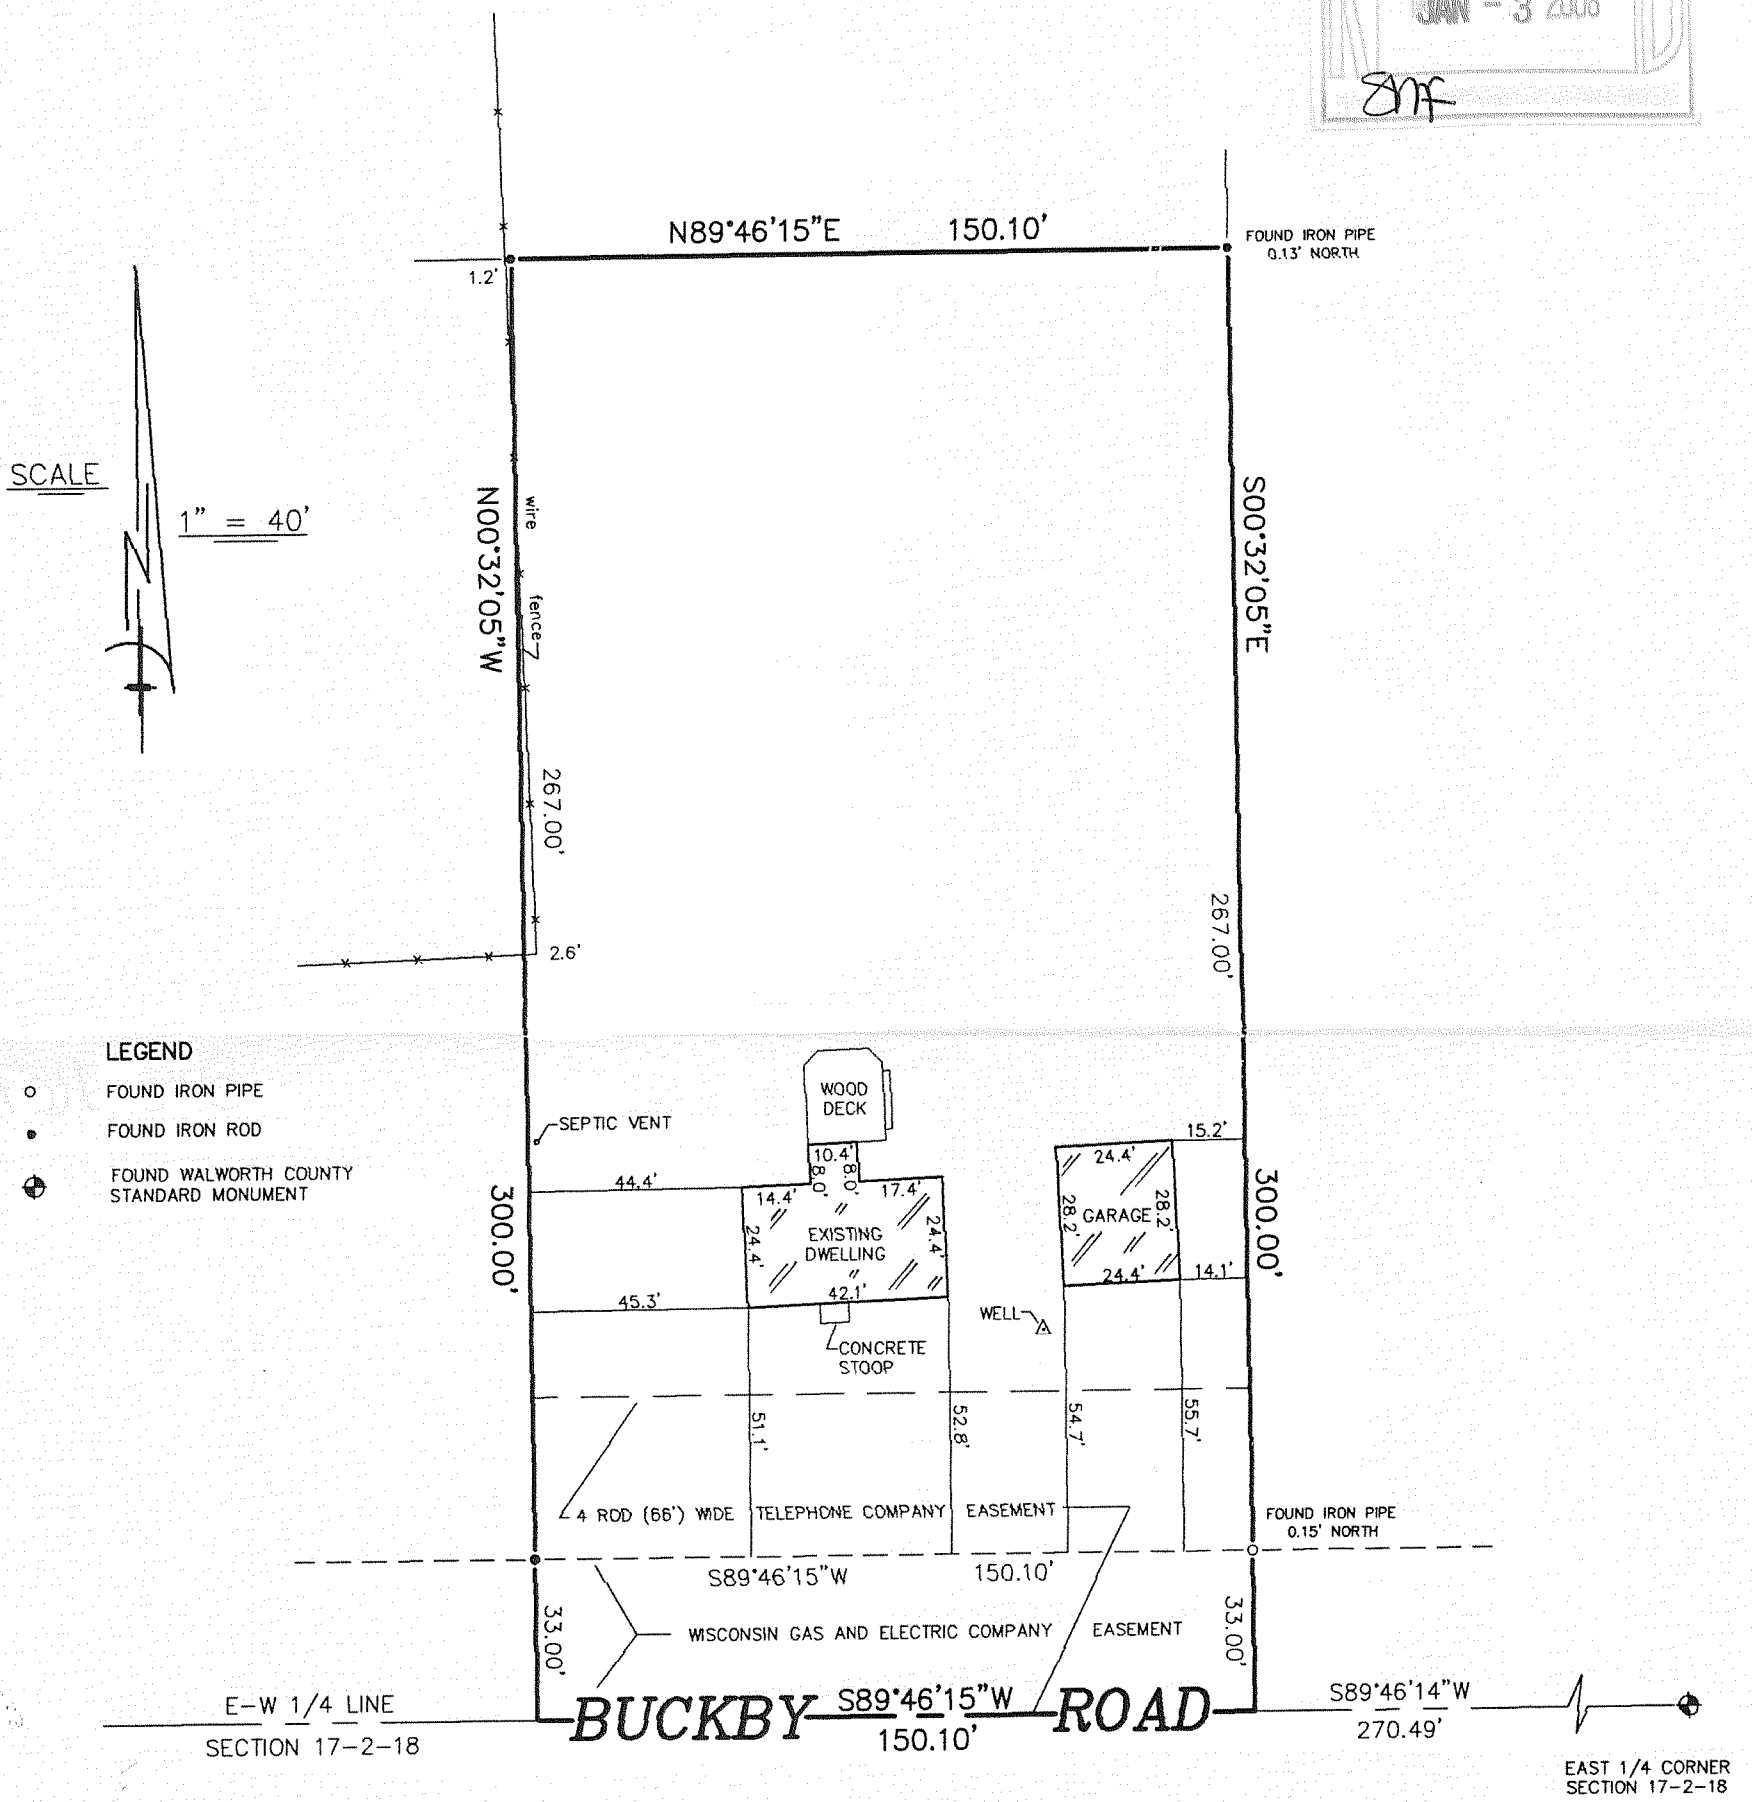 JAN - 3 2008
N89°46'15"E 150.10'
FOUND IRON PIPE
0.13' NORTH
1.2'
SCALE
1" = 40'
N
N00°32'05"W
wire fence
S00°32'05"E
267.00'
267.00'
2.6'
LEGEND
FOUND IRON PIPE
FOUND IRON ROD
FOUND WALWORTH COUNTY
STANDARD MONUMENT
SEPTIC VENT
WOOD
DECK
15.2'
10.4'
8.0'
8.0'
24.4'
44.4'
14.4'
17.4'
300.00'
300.00'
28.2'
GARAGE
28.2'
24.4'
EXISTING
DWELLING
24.4'
24.4'
14.1'
45.3'
42.1'
WELL
CONCRETE
STOOP
51.1'
52.8'
54.7'
55.7'
4 ROD (66') WIDE TELEPHONE COMPANY EASEMENT
FOUND IRON PIPE
0.15' NORTH
S89°46'15"W 150.10'
33.00'
33.00'
WISCONSIN GAS AND ELECTRIC COMPANY EASEMENT
E-W 1/4 LINE
SECTION 17-2-18
BUCKBY ROAD
S89°46'15"W
150.10'
S89°46'14"W
270.49'
EAST 1/4 CORNER
SECTION 17-2-18